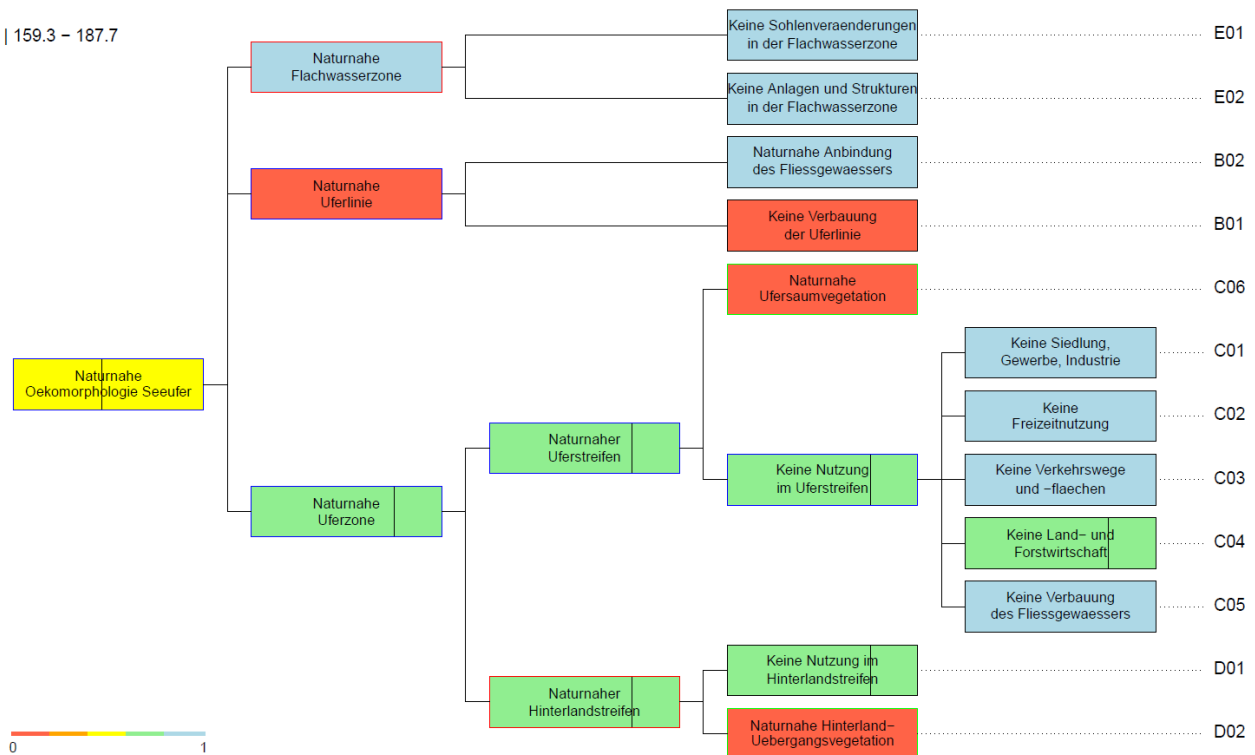 | 159.3 − 187.7
Keine Sohlenveraenderungen
in der Flachwasserzone
E01
Naturnahe
Flachwasserzone
Keine Anlagen und Strukturen
in der Flachwasserzone
E02
Naturnahe Anbindung
des Fliessgewaessers
B02
Naturnahe
Uferlinie
Keine Verbauung
der Uferlinie
B01
Naturnahe
Ufersaumvegetation
C06
Keine Siedlung,
Gewerbe, Industrie
C01
Naturnahe
Oekomorphologie Seeufer
Keine
Freizeitnutzung
C02
Naturnaher
Uferstreifen
Keine Nutzung
im Uferstreifen
Keine Verkehrswege
und −flaechen
C03
Naturnahe
Uferzone
Keine Land− und
Forstwirtschaft
C04
Keine Verbauung
des Fliessgewaessers
C05
Keine Nutzung im
Hinterlandstreifen
D01
Naturnaher
Hinterlandstreifen
Naturnahe Hinterland−
Uebergangsvegetation
D02
0 1